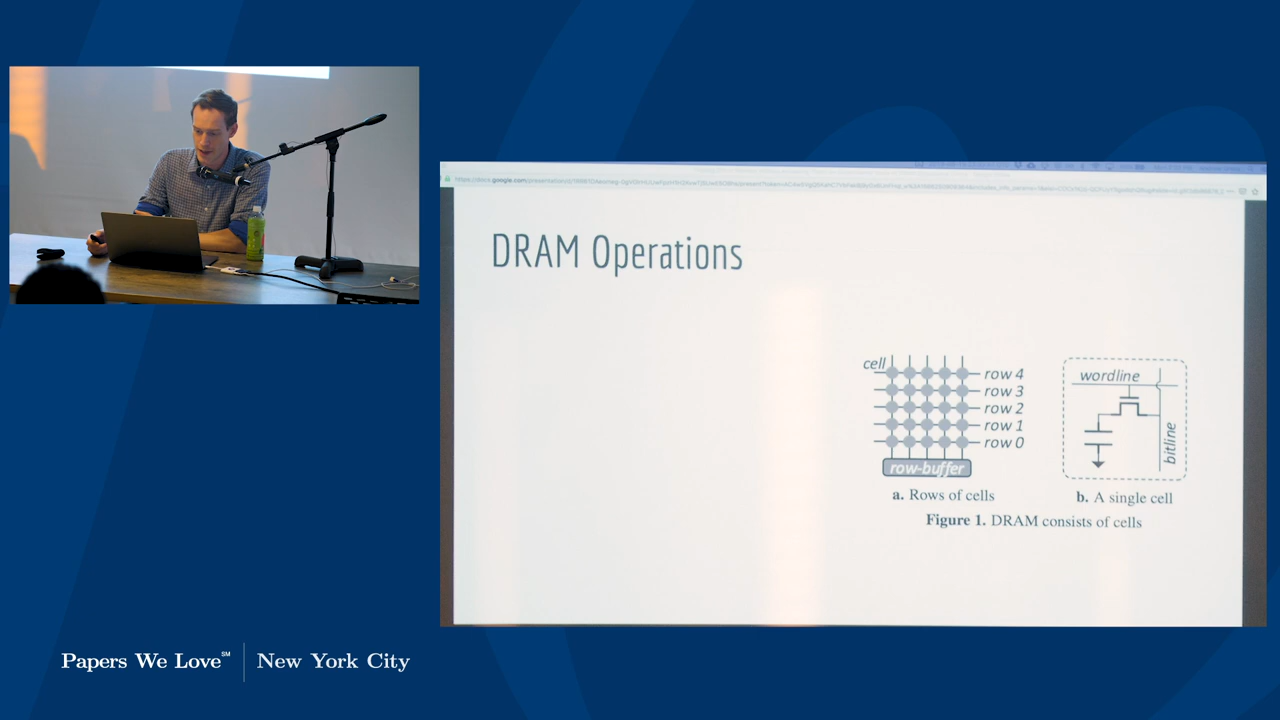 DRAM Operations
cell
row 4
row 3
row 2
row 1
row 0
row-buffer
a. Rows of cells
wordline
bitline
b. A single cell
Figure 1. DRAM consists of cells
Papers We Love℠ | New York City